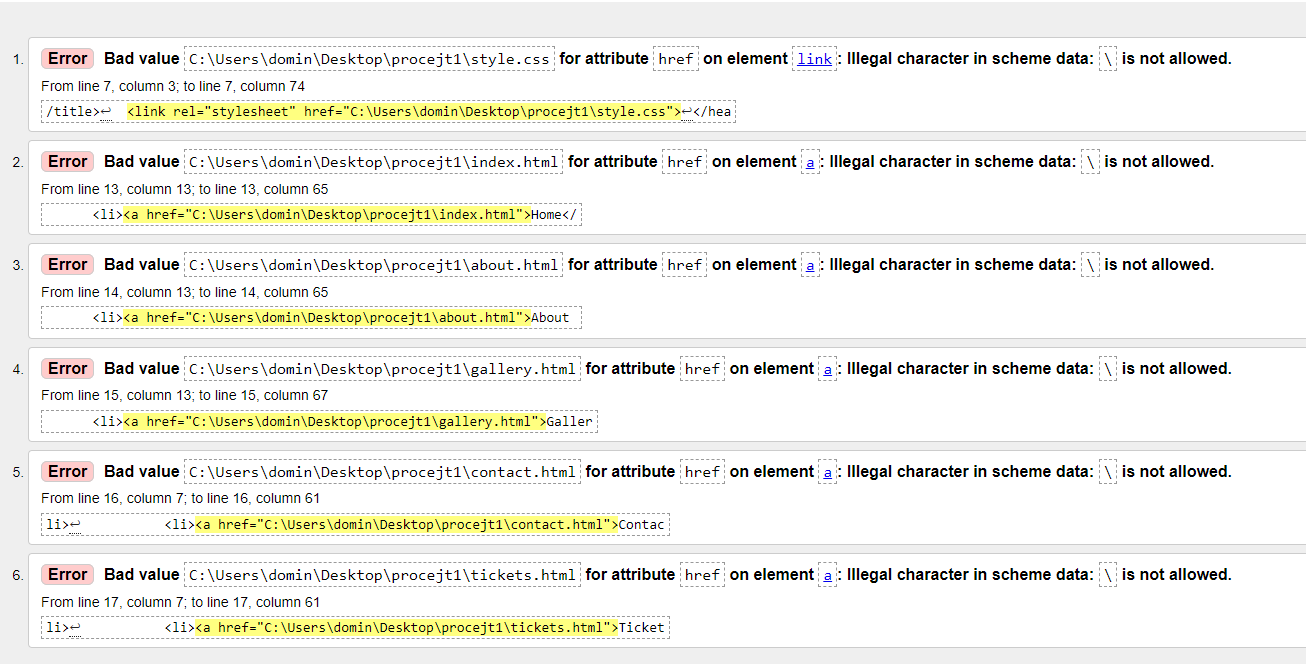 1. Error Bad value C:\Users\domin\Desktop\procejt1\style.css for attribute href on element link: Illegal character in scheme data: \ is not allowed.
From line 7, column 3; to line 7, column 74
/title>↩  <link rel="stylesheet" href="C:\Users\domin\Desktop\procejt1\style.css">↩</hea
2. Error Bad value C:\Users\domin\Desktop\procejt1\index.html for attribute href on element a: Illegal character in scheme data: \ is not allowed.
From line 13, column 13; to line 13, column 65
<li><a href="C:\Users\domin\Desktop\procejt1\index.html">Home</
3. Error Bad value C:\Users\domin\Desktop\procejt1\about.html for attribute href on element a: Illegal character in scheme data: \ is not allowed.
From line 14, column 13; to line 14, column 65
<li><a href="C:\Users\domin\Desktop\procejt1\about.html">About
4. Error Bad value C:\Users\domin\Desktop\procejt1\gallery.html for attribute href on element a: Illegal character in scheme data: \ is not allowed.
From line 15, column 13; to line 15, column 67
<li><a href="C:\Users\domin\Desktop\procejt1\gallery.html">Galler
5. Error Bad value C:\Users\domin\Desktop\procejt1\contact.html for attribute href on element a: Illegal character in scheme data: \ is not allowed.
From line 16, column 7; to line 16, column 61
li>↩          <li><a href="C:\Users\domin\Desktop\procejt1\contact.html">Contac
6. Error Bad value C:\Users\domin\Desktop\procejt1\tickets.html for attribute href on element a: Illegal character in scheme data: \ is not allowed.
From line 17, column 7; to line 17, column 61
li>↩          <li><a href="C:\Users\domin\Desktop\procejt1\tickets.html">Ticket